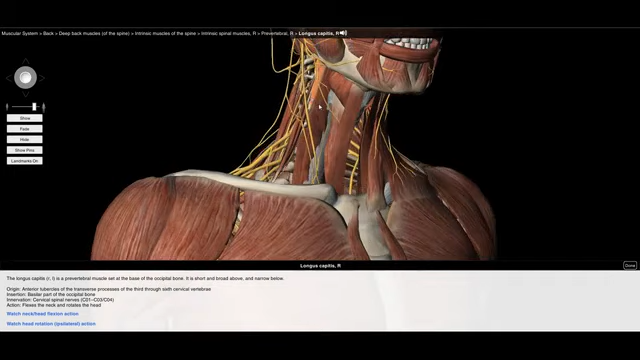 Muscular System > Back > Deep back muscles (of the spine) > Intrinsic muscles of the spine > Intrinsic spinal muscles, R > Prevertebral, R > Longus capitis, R
Show
Fade
Hide
Show Pins
Landmarks On
Longus capitis, R
Done
The longus capitis (r, l) is a prevertebral muscle set at the base of the occipital bone. It is short and broad above, and narrow below.
Origin: Anterior tubercles of the transverse processes of the third through sixth cervical vertebrae
Insertion: Basilar part of the occipital bone
Innervation: Cervical spinal nerves (C01–C03/C04)
Action: Flexes the neck and rotates the head
Watch neck/head flexion action
Watch head rotation (ipsilateral) action